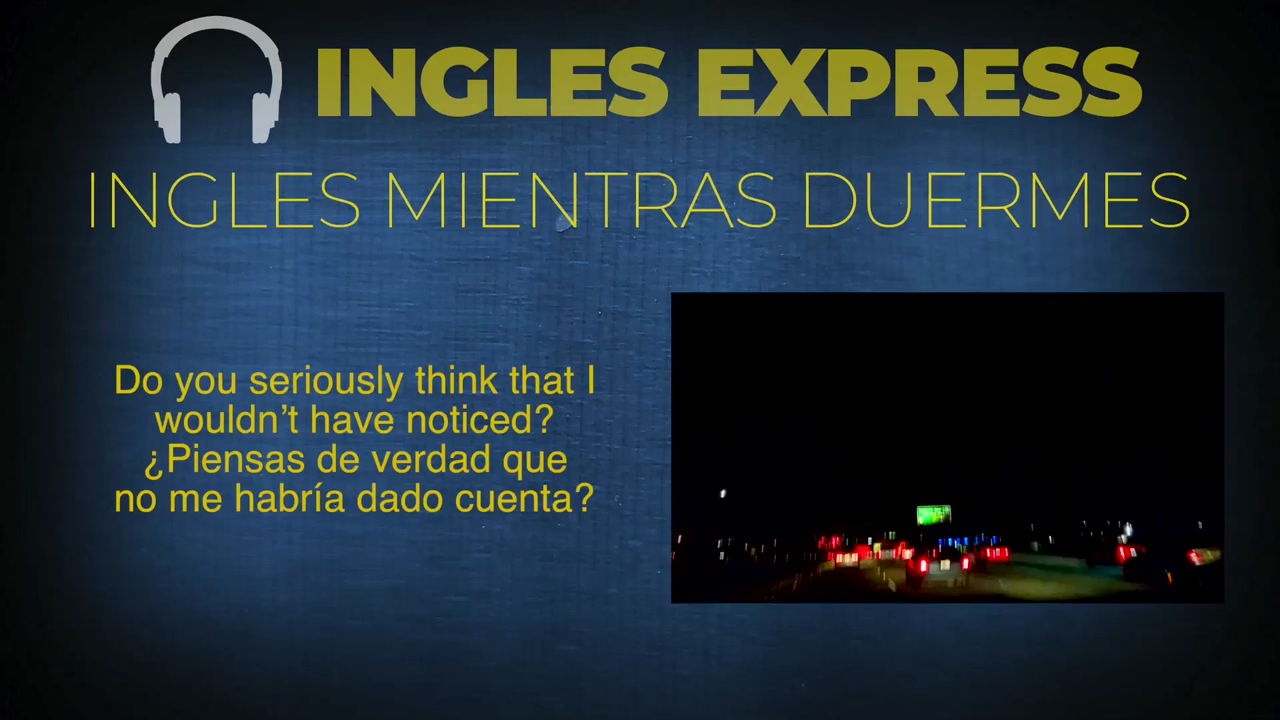 INGLES EXPRESS
INGLES MIENTRAS DUERMES
Do you seriously think that I
wouldn’t have noticed?
¿Piensas de verdad que
no me habría dado cuenta?